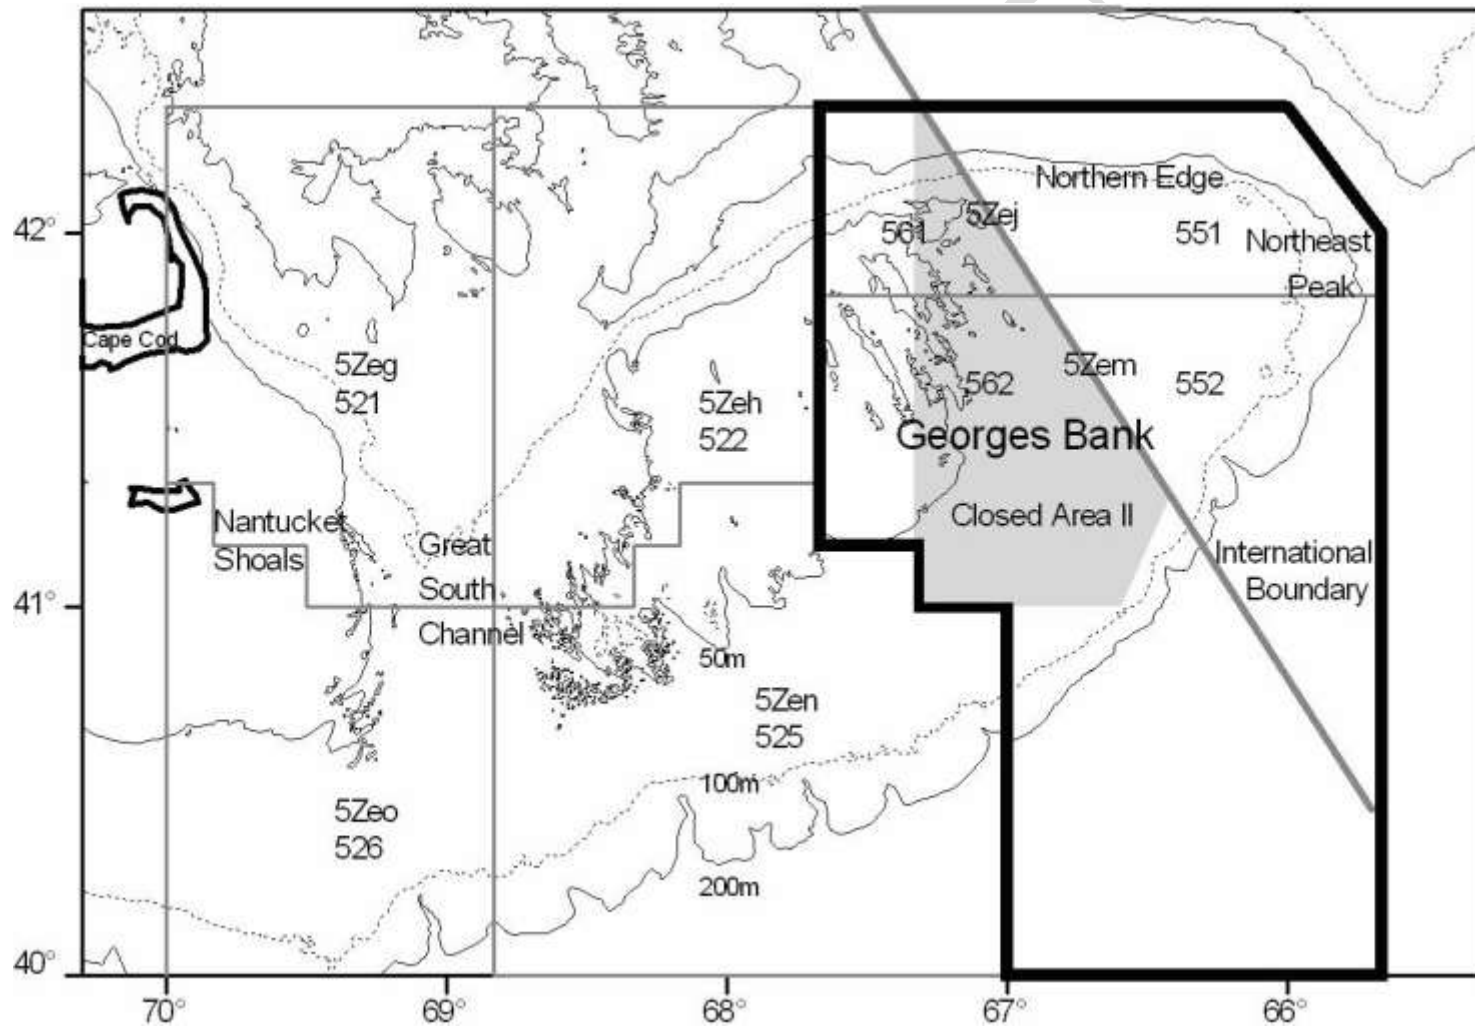 Northern Edge
42°
561
5Zej
551
Northeast
Peak
Cape Cod
5Zeg
521
5Zeh
522
5Zem
562
552
Georges Bank
Closed Area II
Nantucket
Shoals
Great
South
Channel
International
Boundary
41°
50m
5Zen
525
100m
5Zeo
526
200m
40°
70°
69°
68°
67°
66°